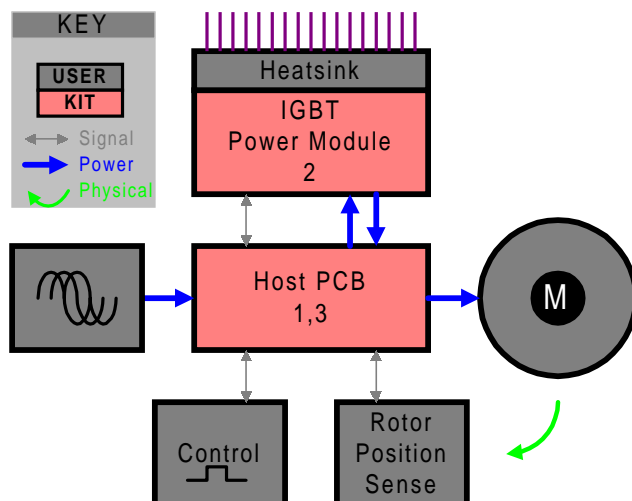 KEY
USER
KIT
Signal
Power
Physical
Heatsink
IGBT
Power Module
2
Host PCB
1,3
M
Control
Rotor
Position
Sense